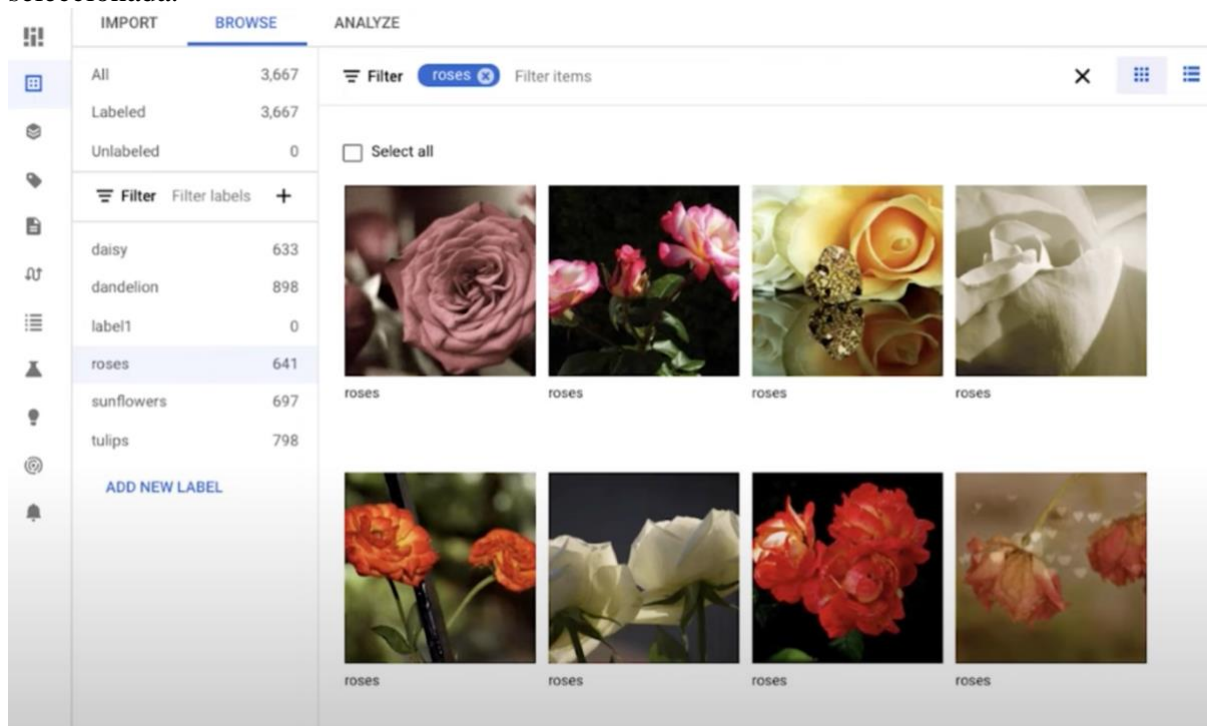 seleccionada.
IMPORT BROWSE ANALYZE
All 3,667
Labeled 3,667
Unlabeled 0
Filter Filter labels +
daisy 633
dandelion 898
label1 0
roses 641
sunflowers 697
tulips 798
ADD NEW LABEL
Filter roses Filter items
Select all
roses roses roses roses
roses roses roses roses